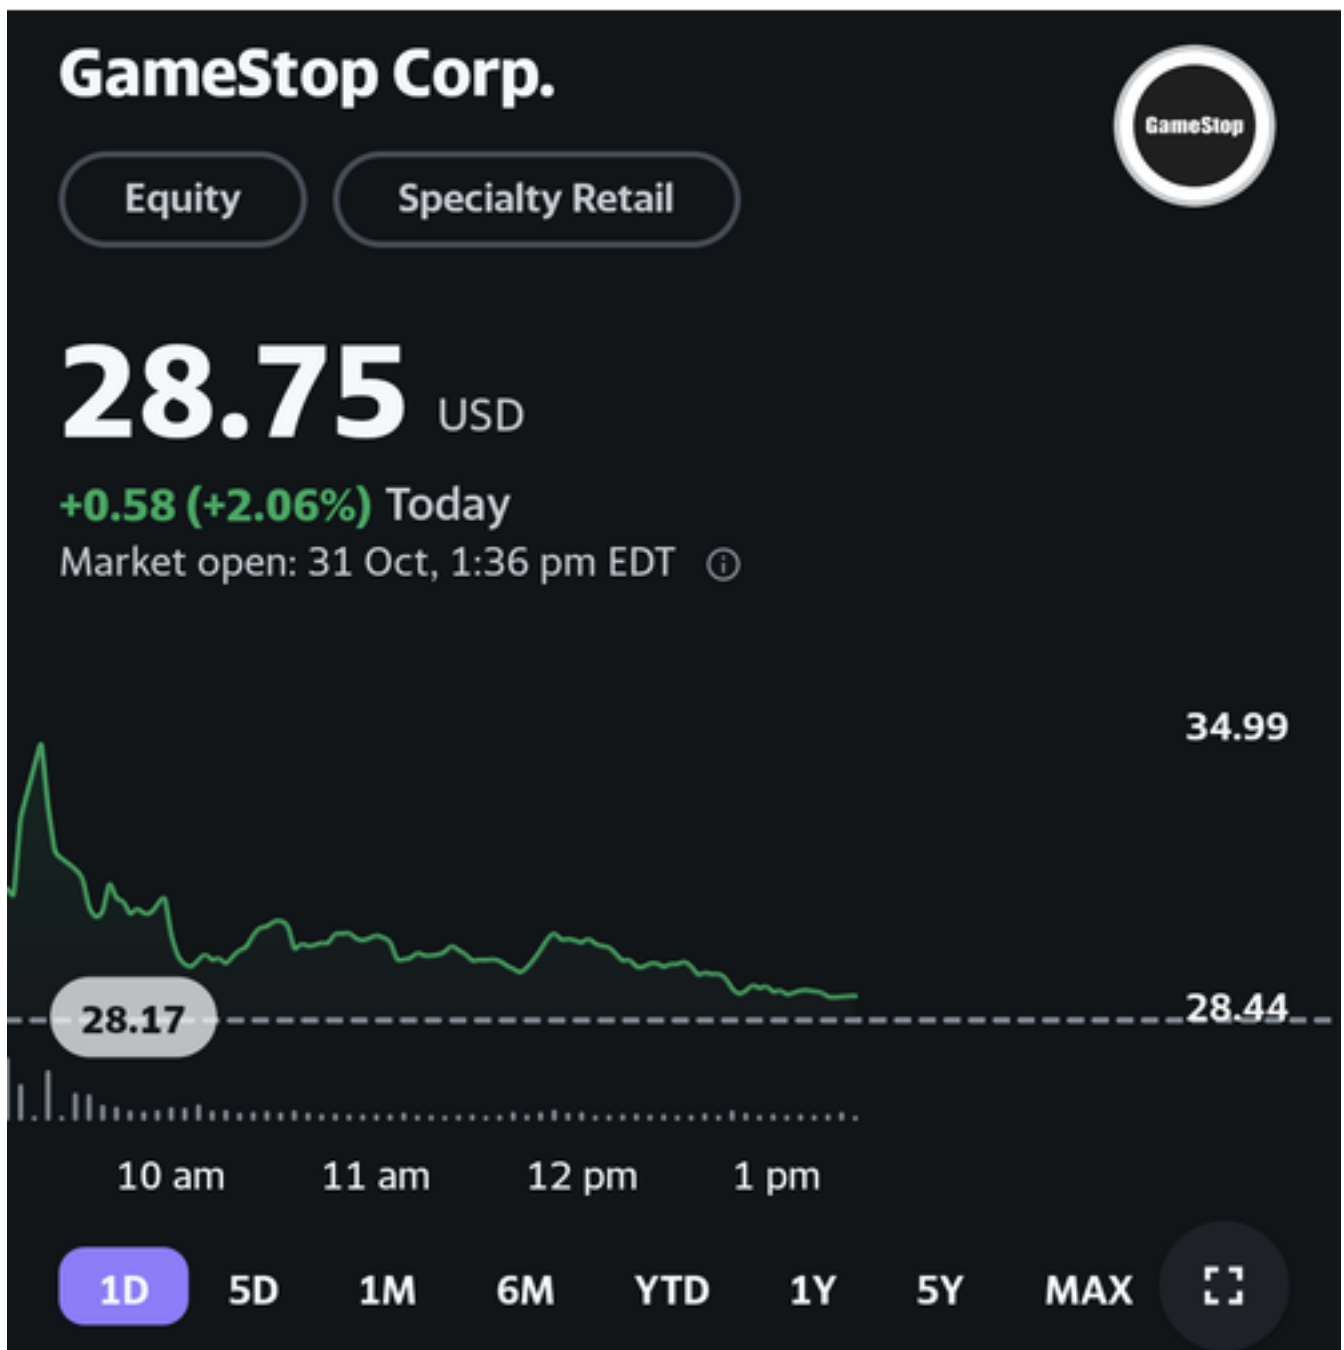 GameStop Corp.
GameStop
Equity Specialty Retail
28.75 USD
+0.58 (+2.06%) Today
Market open: 31 Oct, 1:36 pm EDT
34.99
28.17
28.44
10 am 11 am 12 pm 1 pm
1D 5D 1M 6M YTD 1Y 5Y MAX